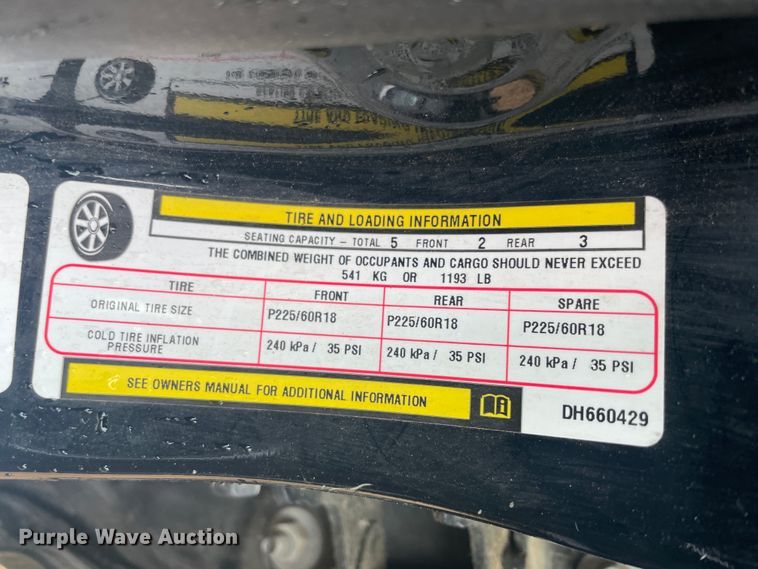 TIRE AND LOADING INFORMATION
SEATING CAPACITY – TOTAL 5 FRONT 2 REAR 3
THE COMBINED WEIGHT OF OCCUPANTS AND CARGO SHOULD NEVER EXCEED
541 KG OR 1193 LB
TIRE FRONT REAR SPARE
ORIGINAL TIRE SIZE P225/60R18 P225/60R18 P225/60R18
COLD TIRE INFLATION PRESSURE 240 kPa / 35 PSI 240 kPa / 35 PSI 240 kPa / 35 PSI
SEE OWNERS MANUAL FOR ADDITIONAL INFORMATION
DH660429
Purple Wave Auction